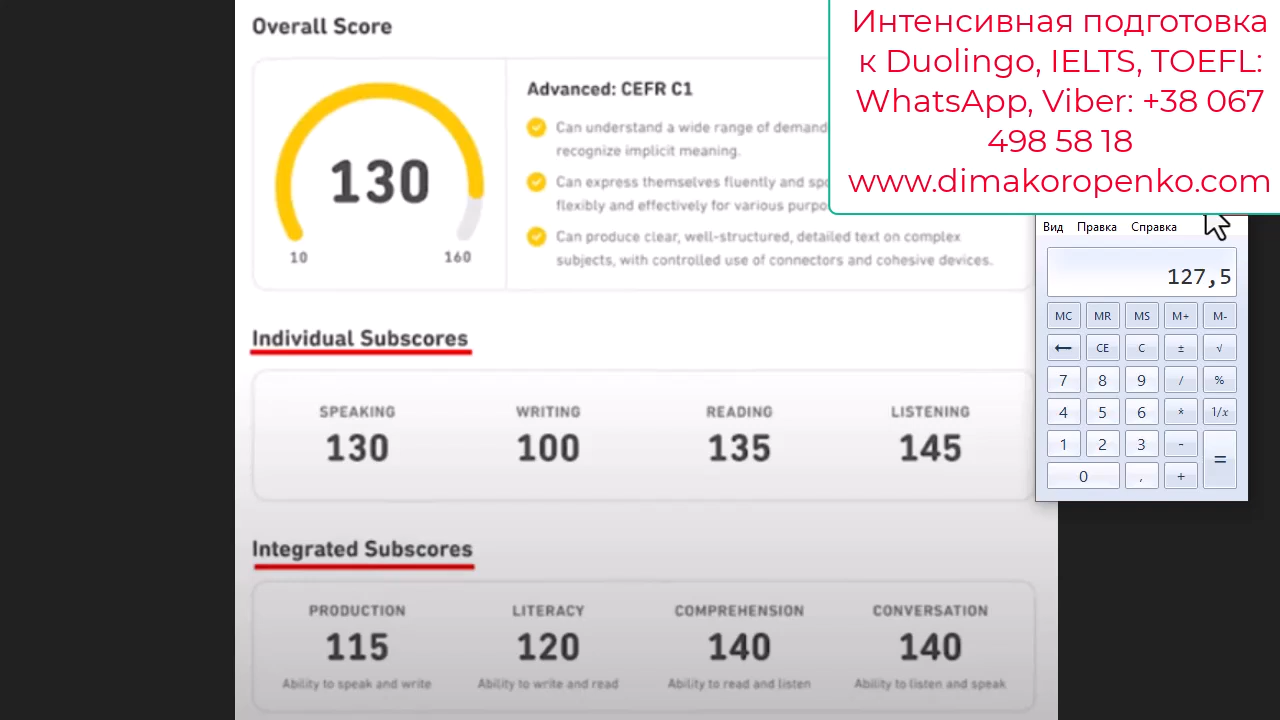 Overall Score
Интенсивная подготовка
к Duolingo, IELTS, TOEFL:
WhatsApp, Viber: +38 067
498 58 18
www.dimakoropenko.com
130
10
160
Advanced: CEFR C1
Can understand a wide range of
recognize implicit meaning.
Can express themselves fluently and
flexibly and effectively for various
Can produce clear, well-structured, detailed text on complex
subjects, with controlled use of connectors and cohesive devices.
Вид Правка Справка
127,5
MC MR MS M+ M-
← CE C ± √
7 8 9 / %
4 5 6 * 1/x
1 2 3 - =
0 , +
Individual Subscores
SPEAKING WRITING READING LISTENING
130 100 135 145
Integrated Subscores
PRODUCTION LITERACY COMPREHENSION CONVERSATION
115 120 140 140
Ability to speak and write Ability to write and read Ability to read and listen Ability to listen and speak